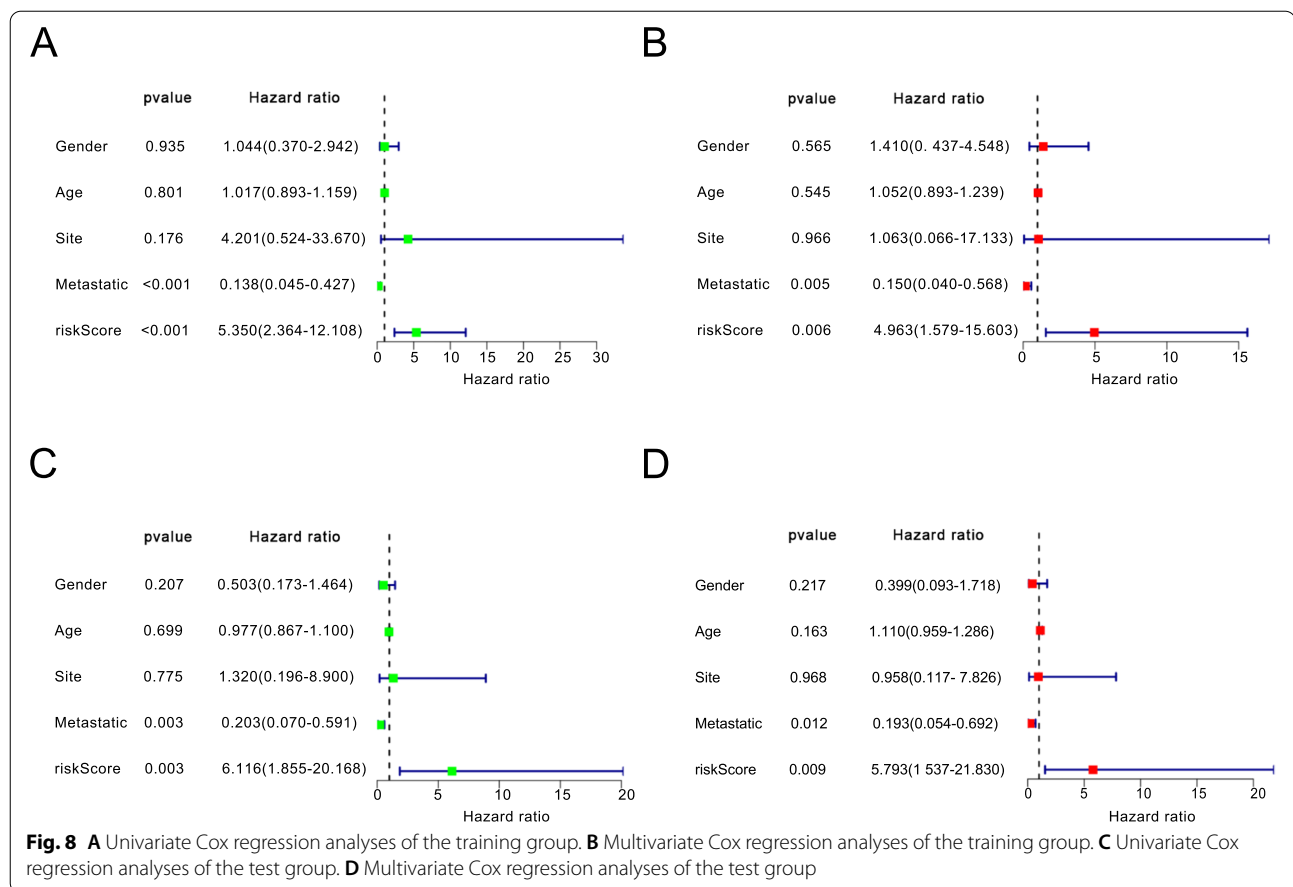 A
pvalue Hazard ratio
Gender 0.935 1.044(0.370-2.942)
Age 0.801 1.017(0.893-1.159)
Site 0.176 4.201(0.524-33.670)
Metastatic <0.001 0.138(0.045-0.427)
riskScore <0.001 5.350(2.364-12.108)
0 5 10 15 20 25 30
Hazard ratio
B
pvalue Hazard ratio
Gender 0.565 1.410(0. 437-4.548)
Age 0.545 1.052(0.893-1.239)
Site 0.966 1.063(0.066-17.133)
Metastatic 0.005 0.150(0.040-0.568)
riskScore 0.006 4.963(1.579-15.603)
0 5 10 15
Hazard ratio
C
pvalue Hazard ratio
Gender 0.207 0.503(0.173-1.464)
Age 0.699 0.977(0.867-1.100)
Site 0.775 1.320(0.196-8.900)
Metastatic 0.003 0.203(0.070-0.591)
riskScore 0.003 6.116(1.855-20.168)
0 5 10 15 20
Hazard ratio
D
pvalue Hazard ratio
Gender 0.217 0.399(0.093-1.718)
Age 0.163 1.110(0.959-1.286)
Site 0.968 0.958(0.117- 7.826)
Metastatic 0.012 0.193(0.054-0.692)
riskScore 0.009 5.793(1 537-21.830)
0 5 10 15 20
Hazard ratio
Fig. 8 A Univariate Cox regression analyses of the training group. B Multivariate Cox regression analyses of the training group. C Univariate Cox
regression analyses of the test group. D Multivariate Cox regression analyses of the test group